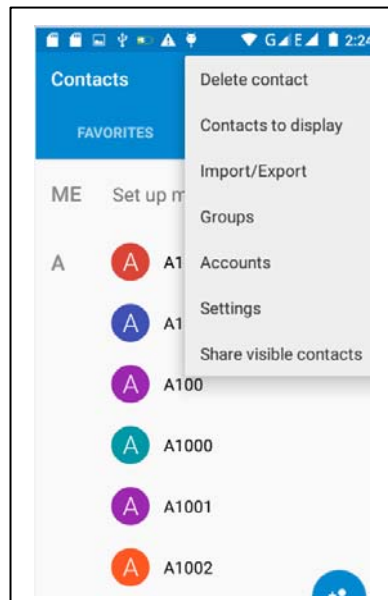 G E 2:24
Contacts
Delete contact
FAVORITES
Contacts to display
Import/Export
ME Set up m
Groups
A A A1
Accounts
A A1
Settings
Share visible contacts
A A100
A A1000
A A1001
A A1002